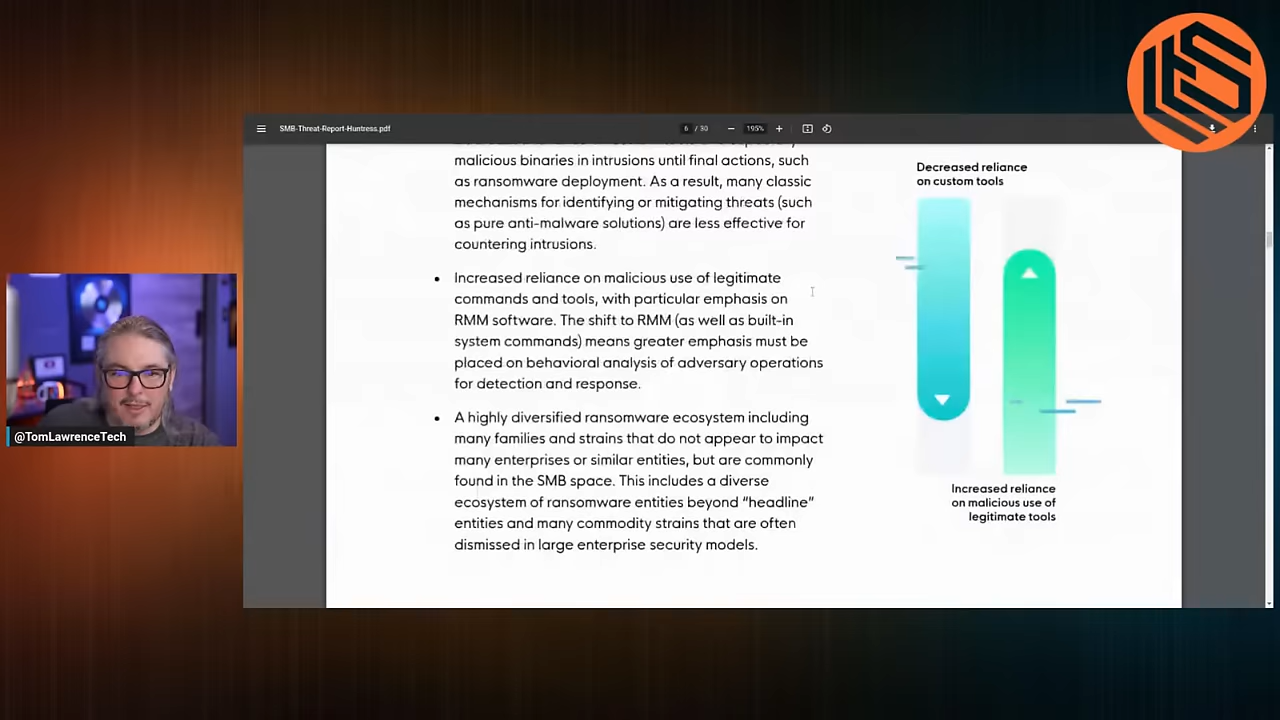 SMB-Threat-Report-Huntress.pdf
6 / 30
195%
malicious binaries in intrusions until final actions, such
as ransomware deployment. As a result, many classic
mechanisms for identifying or mitigating threats (such
as pure anti-malware solutions) are less effective for
countering intrusions.
• Increased reliance on malicious use of legitimate
commands and tools, with particular emphasis on
RMM software. The shift to RMM (as well as built-in
system commands) means greater emphasis must be
placed on behavioral analysis of adversary operations
for detection and response.
• A highly diversified ransomware ecosystem including
many families and strains that do not appear to impact
many enterprises or similar entities, but are commonly
found in the SMB space. This includes a diverse
ecosystem of ransomware entities beyond “headline”
entities and many commodity strains that are often
dismissed in large enterprise security models.
Decreased reliance
on custom tools
Increased reliance
on malicious use of
legitimate tools
@TomLawrenceTech